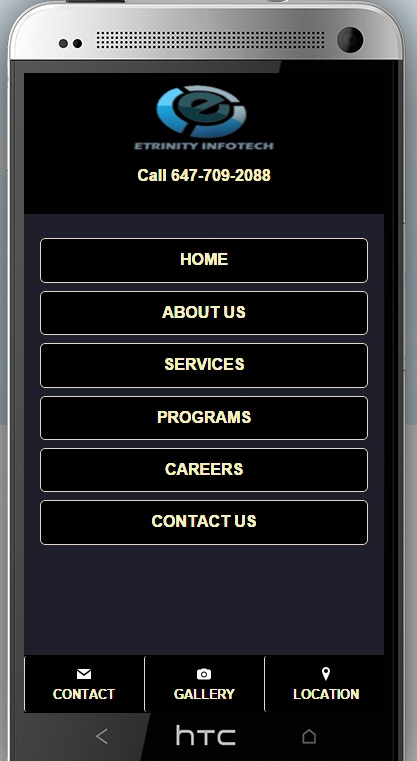 ETRINITY INFOTECH
Call 647-709-2088
HOME
ABOUT US
SERVICES
PROGRAMS
CAREERS
CONTACT US
CONTACT
GALLERY
LOCATION
hTC